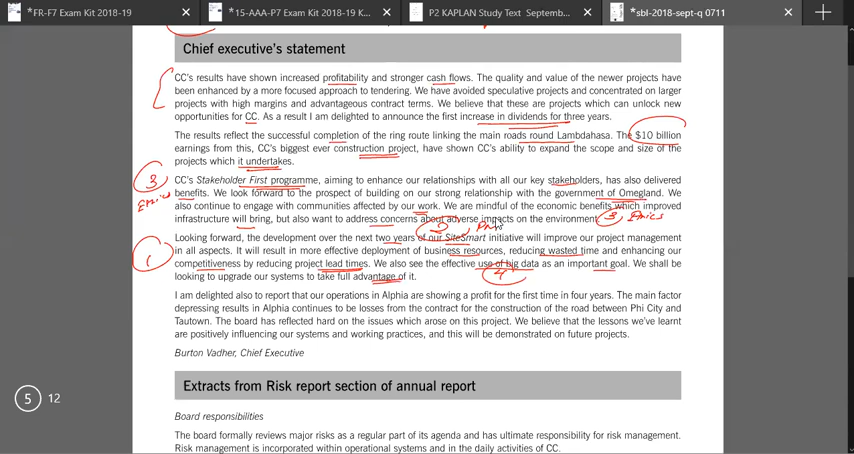 *FR-F7 Exam Kit 2018-19
*15-AAA-P7 Exam Kit 2018-19 K...
P2 KAPLAN Study Text Septemb...
*sbl-2018-sept-q 0711
Chief executive's statement
CC's results have shown increased profitability and stronger cash flows. The quality and value of the newer projects have
been enhanced by a more focused approach to tendering. We have avoided speculative projects and concentrated on larger
projects with high margins and advantageous contract terms. We believe that these are projects which can unlock new
opportunities for CC. As a result I am delighted to announce the first increase in dividends for three years.
The results reflect the successful completion of the ring route linking the main roads round Lambdahasa. The $10 billion
earnings from this, CC's biggest ever construction project, have shown CC's ability to expand the scope and size of the
projects which it undertakes.
3
CC's Stakeholder First programme, aiming to enhance our relationships with all our key stakeholders, has also delivered
benefits. We look forward to the prospect of building on our strong relationship with the government of Omegland. We
also continue to engage with communities affected by our work. We are mindful of the economic benefits which improved
infrastructure will bring, but also want to address concerns about adverse impacts on the environment.
3
2
1
Looking forward, the development over the next two years of our SiteSmart initiative will improve our project management
in all aspects. It will result in more effective deployment of business resources, reducing wasted time and enhancing our
competitiveness by reducing project lead times. We also see the effective use of big data as an important goal. We shall be
looking to upgrade our systems to take full advantage of it.
4
I am delighted also to report that our operations in Alphia are showing a profit for the first time in four years. The main factor
depressing results in Alphia continues to be losses from the contract for the construction of the road between Phi City and
Tautown. The board has reflected hard on the issues which arose on this project. We believe that the lessons we've learnt
are positively influencing our systems and working practices, and this will be demonstrated on future projects.
Burton Vadher, Chief Executive
5 12
Extracts from Risk report section of annual report
Board responsibilities
The board formally reviews major risks as a regular part of its agenda and has ultimate responsibility for risk management.
Risk management is incorporated within operational systems and in the daily activities of CC.